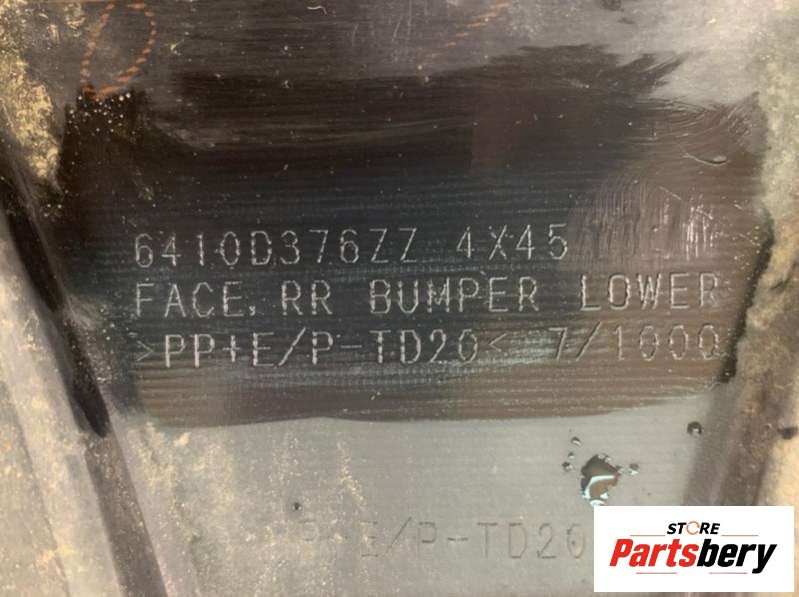 6410D376ZZ 4X45
FACE, RR BUMPER LOWER
>PP+E/P-TD20< 7/1000
P+E/P-TD20
STORE
Partsbery